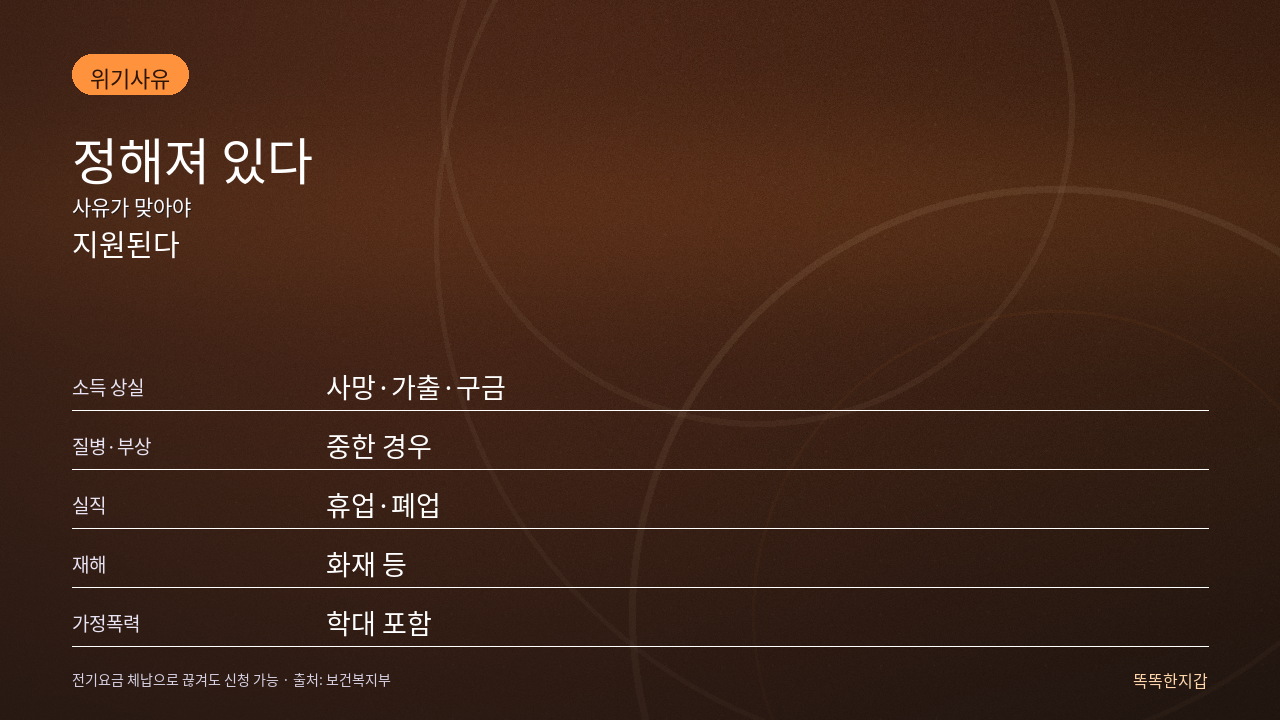 위기사유
정해져 있다
사유가 맞아야
지원된다
소득 상실 사망·가출·구금
질병·부상 중한 경우
실직 휴업·폐업
재해 화재 등
가정폭력 학대 포함
전기요금 체납으로 끊겨도 신청 가능 · 출처: 보건복지부 똑똑한지갑